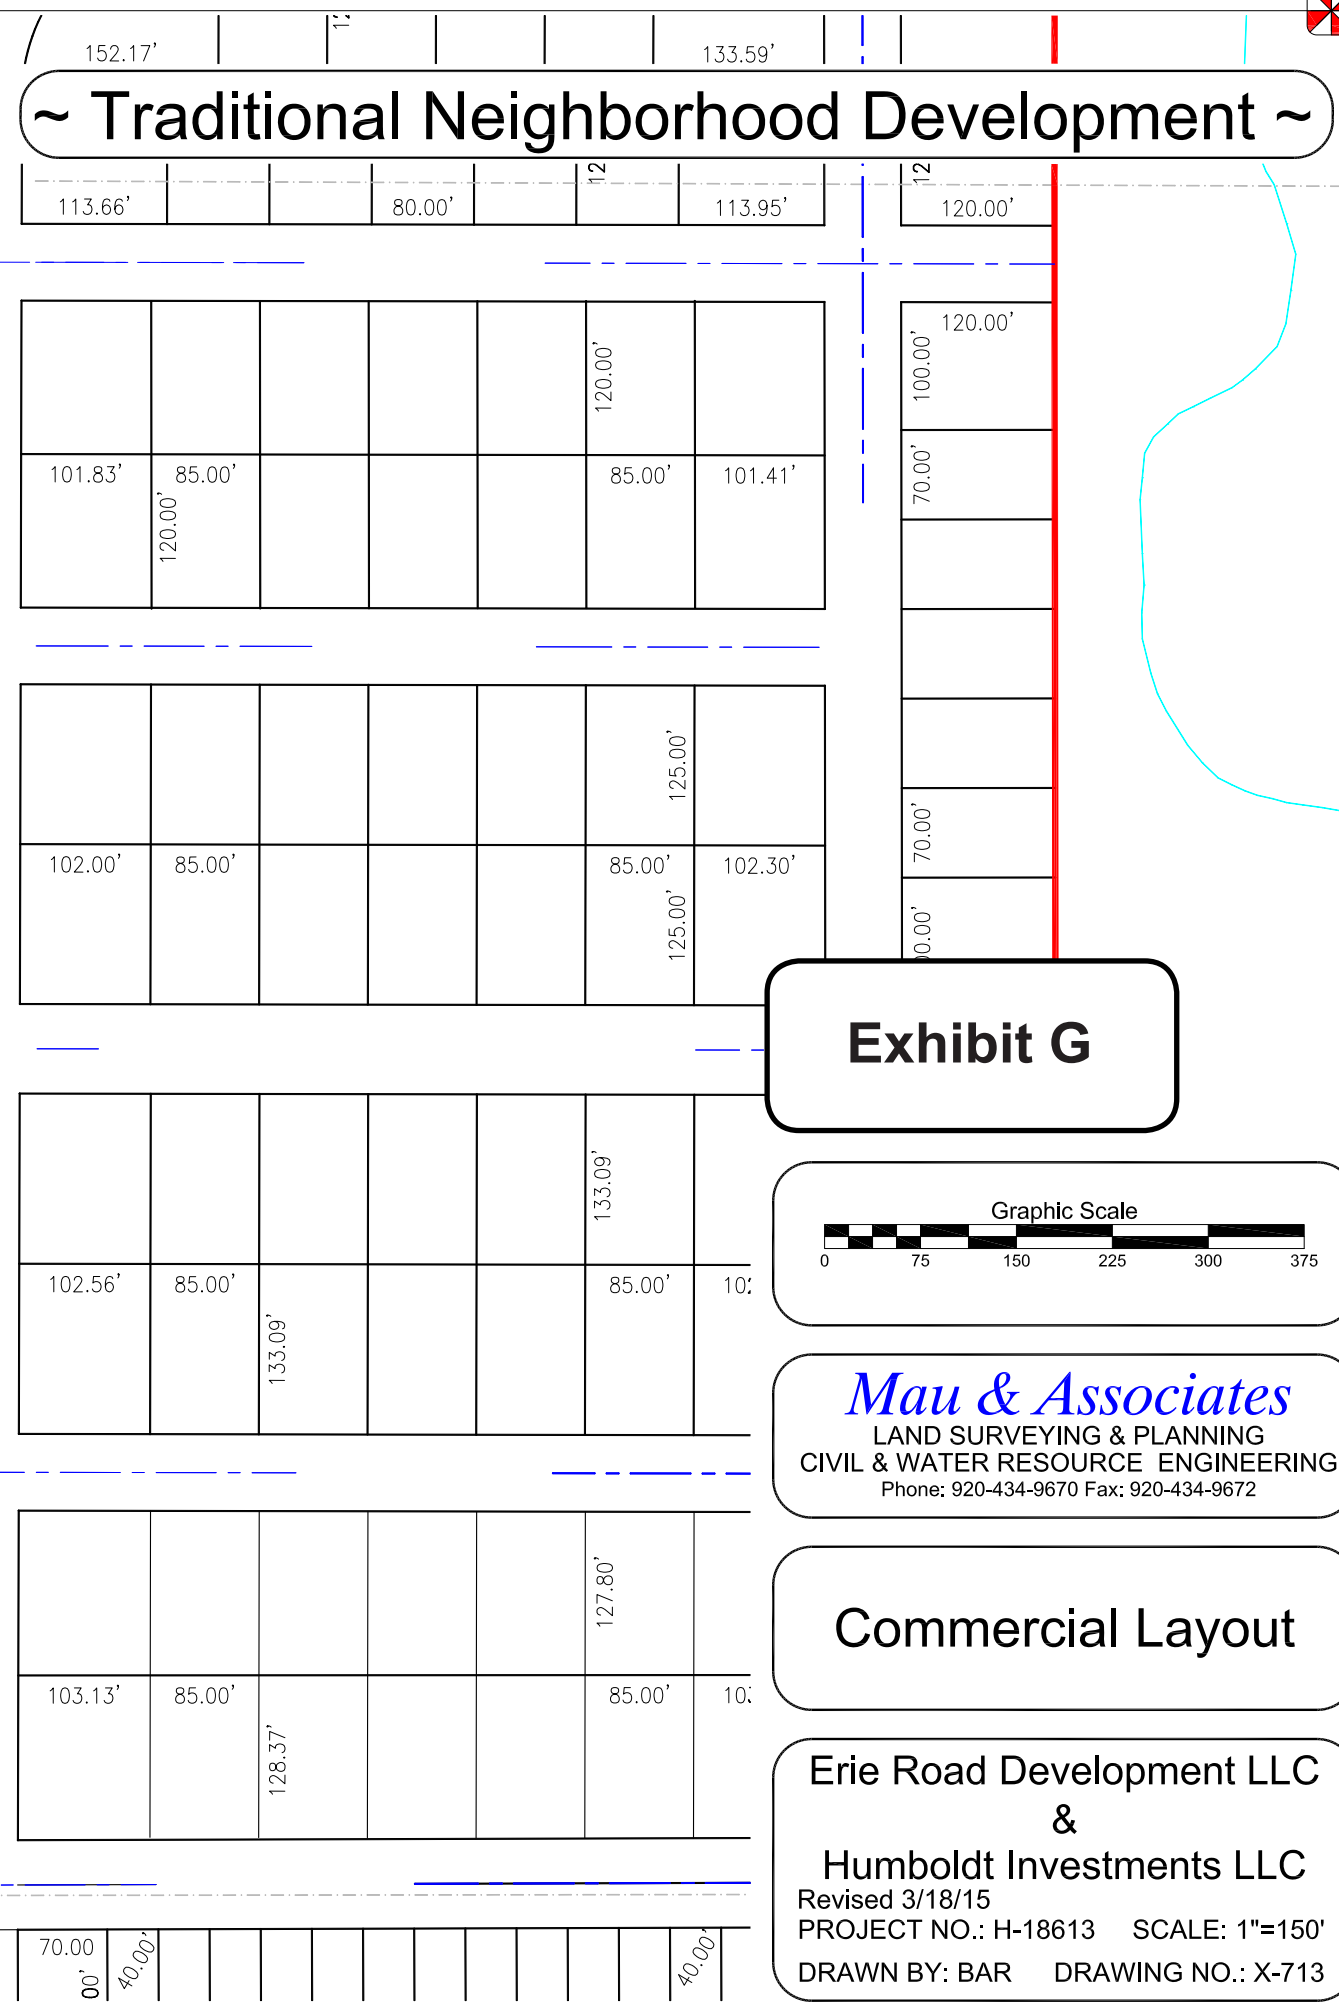 152.17'
133.59'
~ Traditional Neighborhood Development ~
113.66'
80.00'
113.95'
120.00'
120.00'
100.00'
120.00'
101.83'
85.00'
85.00'
101.41'
70.00'
120.00'
125.00'
70.00'
102.00'
85.00'
85.00'
102.30'
125.00'
Exhibit G
133.09'
Graphic Scale
0 75 150 225 300 375
102.56'
85.00'
85.00'
133.09'
Mau & Associates
LAND SURVEYING & PLANNING
CIVIL & WATER RESOURCE ENGINEERING
Phone: 920-434-9670 Fax: 920-434-9672
127.80'
Commercial Layout
103.13'
85.00'
85.00'
128.37'
Erie Road Development LLC
&
Humboldt Investments LLC
Revised 3/18/15
PROJECT NO.: H-18613 SCALE: 1"=150'
DRAWN BY: BAR DRAWING NO.: X-713
70.00
40.00'
40.00'